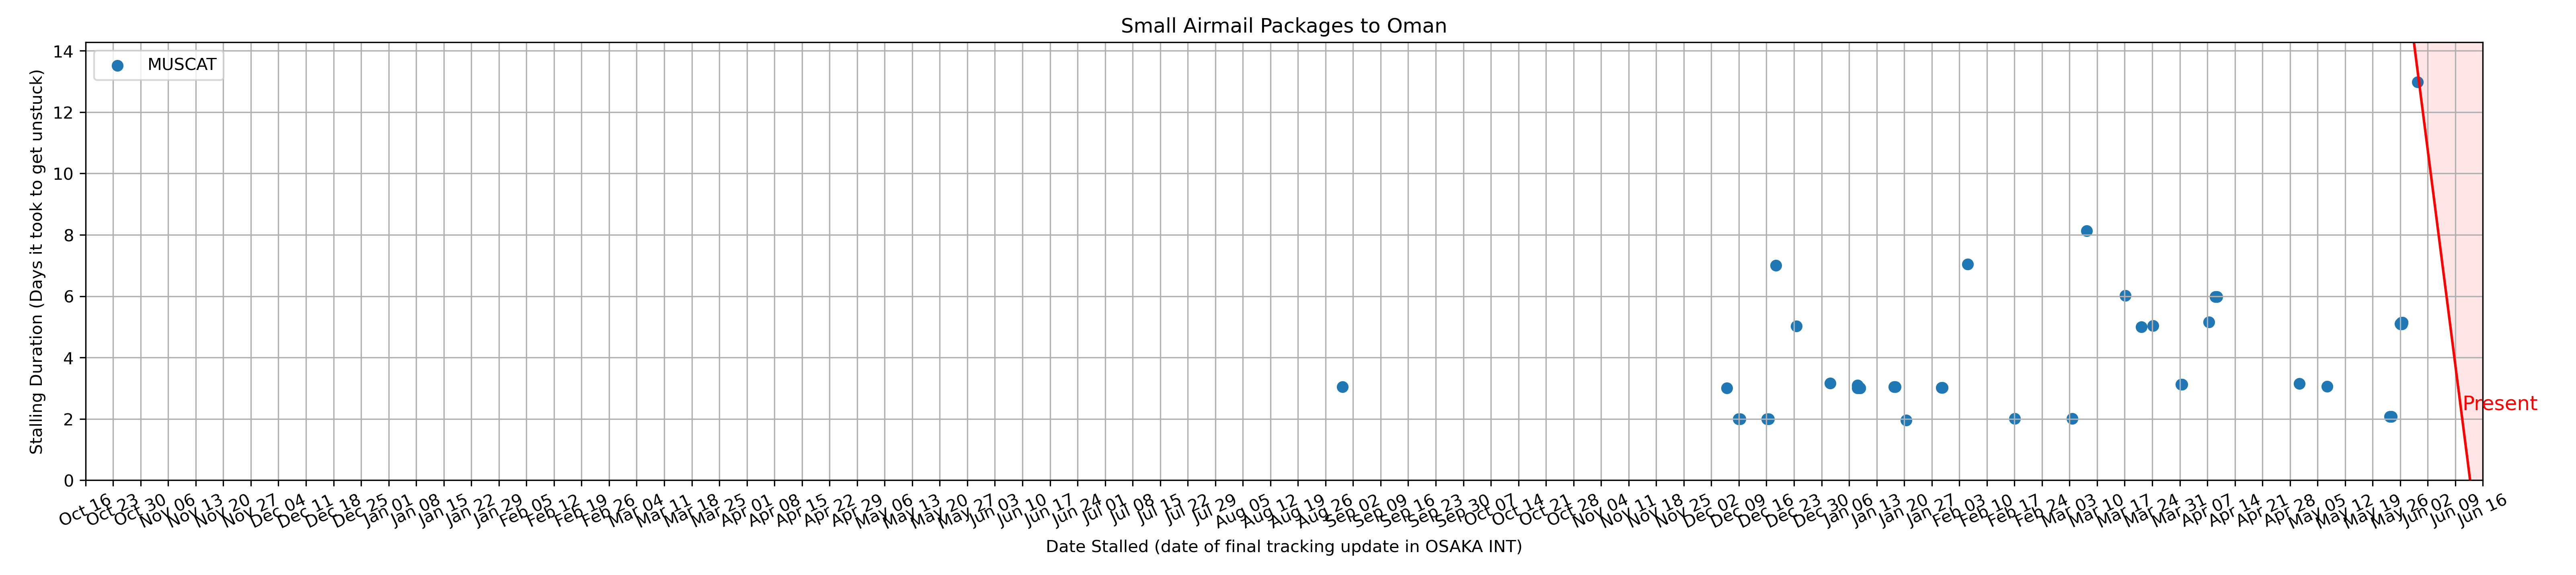 Small Airmail Packages to Oman
MUSCAT
Stalling Duration (Days it took to get unstuck)
14
12
10
8
6
4
2
0
Present
Oct 16 Oct 23 Oct 30 Nov 06 Nov 13 Nov 20 Nov 27 Dec 04 Dec 11 Dec 18 Dec 25 Jan 01 Jan 08 Jan 15 Jan 22 Jan 29 Feb 05 Feb 12 Feb 19 Feb 26 Mar 04 Mar 11 Mar 18 Mar 25 Apr 01 Apr 08 Apr 15 Apr 22 Apr 29 May 06 May 13 May 20 May 27 Jun 03 Jun 10 Jun 17 Jun 24 Jul 01 Jul 08 Jul 15 Jul 22 Jul 29 Aug 05 Aug 12 Aug 19 Aug 26 Sep 02 Sep 09 Sep 16 Sep 23 Sep 30 Oct 07 Oct 14 Oct 21 Oct 28 Nov 04 Nov 11 Nov 18 Nov 25 Dec 02 Dec 09 Dec 16 Dec 23 Dec 30 Jan 06 Jan 13 Jan 20 Jan 27 Feb 03 Feb 10 Feb 17 Feb 24 Mar 03 Mar 10 Mar 17 Mar 24 Mar 31 Apr 07 Apr 14 Apr 21 Apr 28 May 05 May 12 May 19 May 26 Jun 02 Jun 09 Jun 16
Date Stalled (date of final tracking update in OSAKA INT)